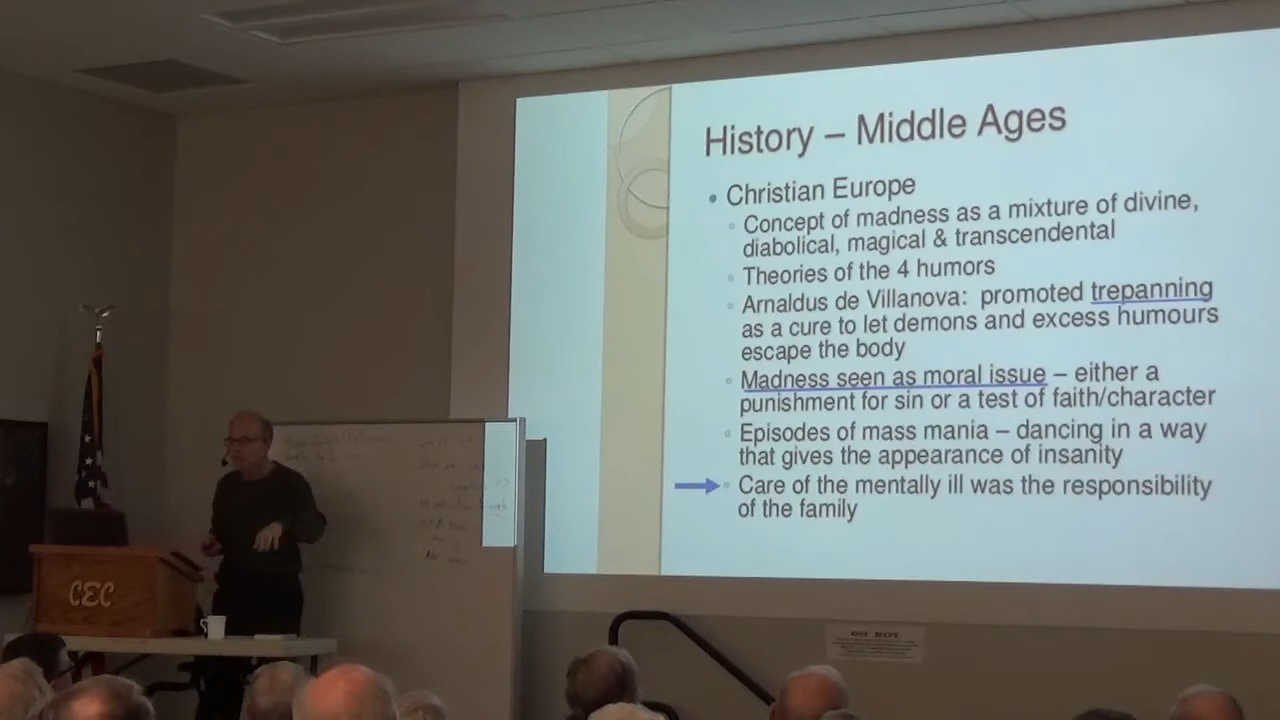 History – Middle Ages
• Christian Europe
◦ Concept of madness as a mixture of divine,
diabolical, magical & transcendental
◦ Theories of the 4 humors
◦ Arnaldus de Villanova: promoted trepanning
as a cure to let demons and excess humours
escape the body
◦ Madness seen as moral issue – either a
punishment for sin or a test of faith/character
◦ Episodes of mass mania – dancing in a way
that gives the appearance of insanity
◦ Care of the mentally ill was the responsibility
of the family
CEC
DO NOT